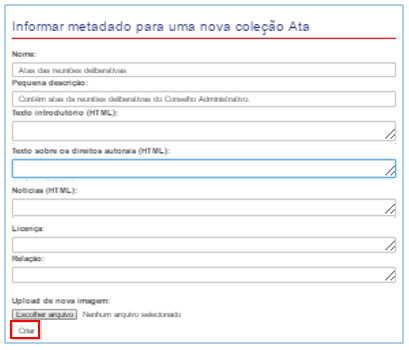 Informar metadado para uma nova coleção Ata
Nome:
Atas das reuniões deliberativas
Pequena descrição:
Contém atas da reuniões deliberativas do Conselho Administrativo.
Texto introdutório (HTML):
Texto sobre os direitos autorais (HTML):
Notícias (HTML):
Licença:
Relação:
Upload de nova imagem:
Escolher arquivo Nenhum arquivo selecionado
Criar